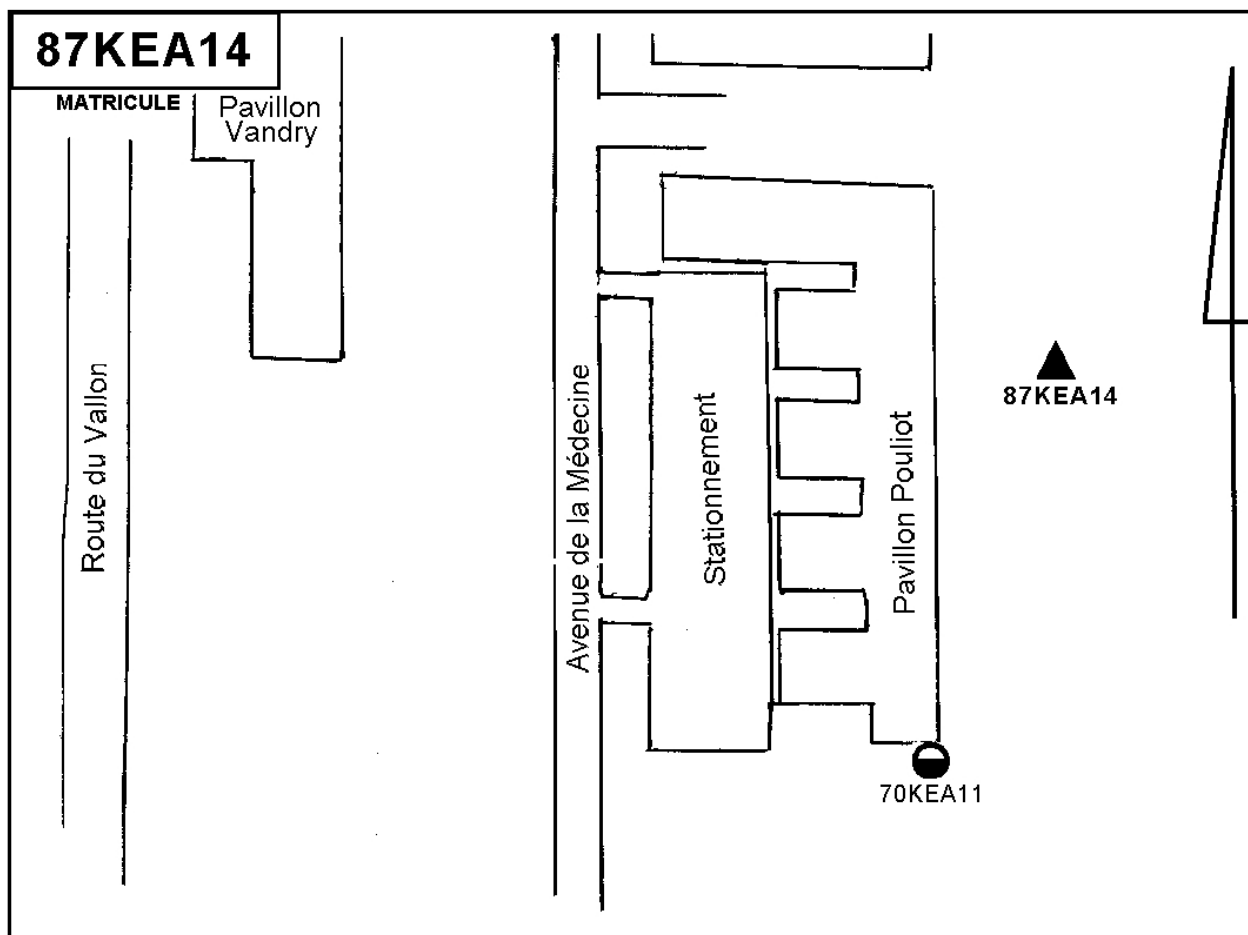 87KEA14
MATRICULE
Pavillon
Vandry
Route du Vallon
Avenue de la Médecine
Stationnement
Pavillon Pouliot
87KEA14
70KEA11